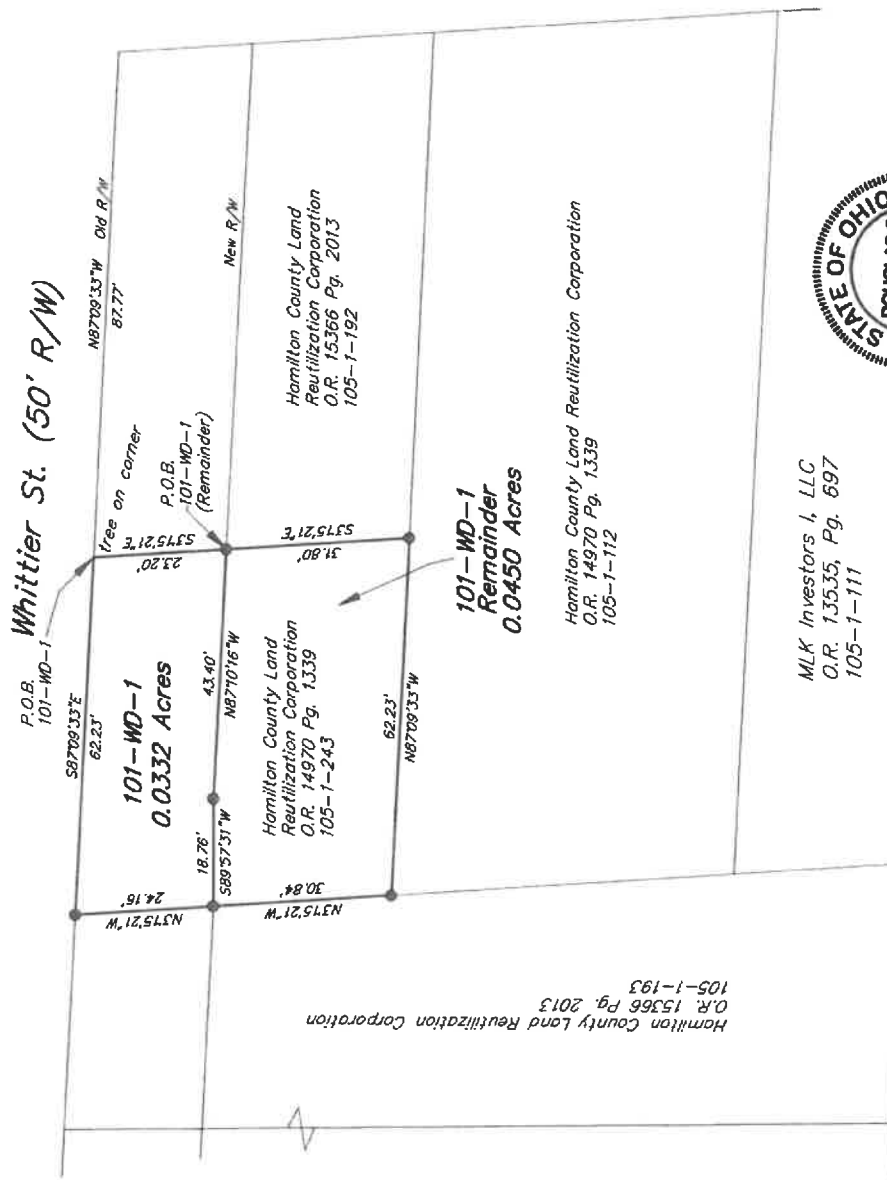 Whittier St. (50' R/W)
P.O.B.
101-WD-1
S87°09'33"E
62.23'
N87°09'33"W Old R/W
87.77'
tree on corner
P.O.B.
101-WD-1
(Remainder)
New R/W
S3°15'21"E
23.20'
S3°15'21"E
31.80'
101-WD-1
0.0332 Acres
24.16'
N3°15'21"W
18.76'
S89°57'31"W
43.40'
N87°10'16"W
30.84'
N3°15'21"W
Hamilton County Land
Reutilization Corporation
O.R. 14970 Pg. 1339
105-1-243
Hamilton County Land
Reutilization Corporation
O.R. 15366 Pg. 2013
105-1-192
62.23'
N87°09'33"W
101-WD-1
Remainder
0.0450 Acres
Hamilton County Land Reutilization Corporation
O.R. 14970 Pg. 1339
105-1-112
Hamilton County Land Reutilization Corporation
O.R. 15366 Pg. 2013
105-1-193
MLK Investors I, LLC
O.R. 13535, Pg. 697
105-1-111
STATE OF OHIO